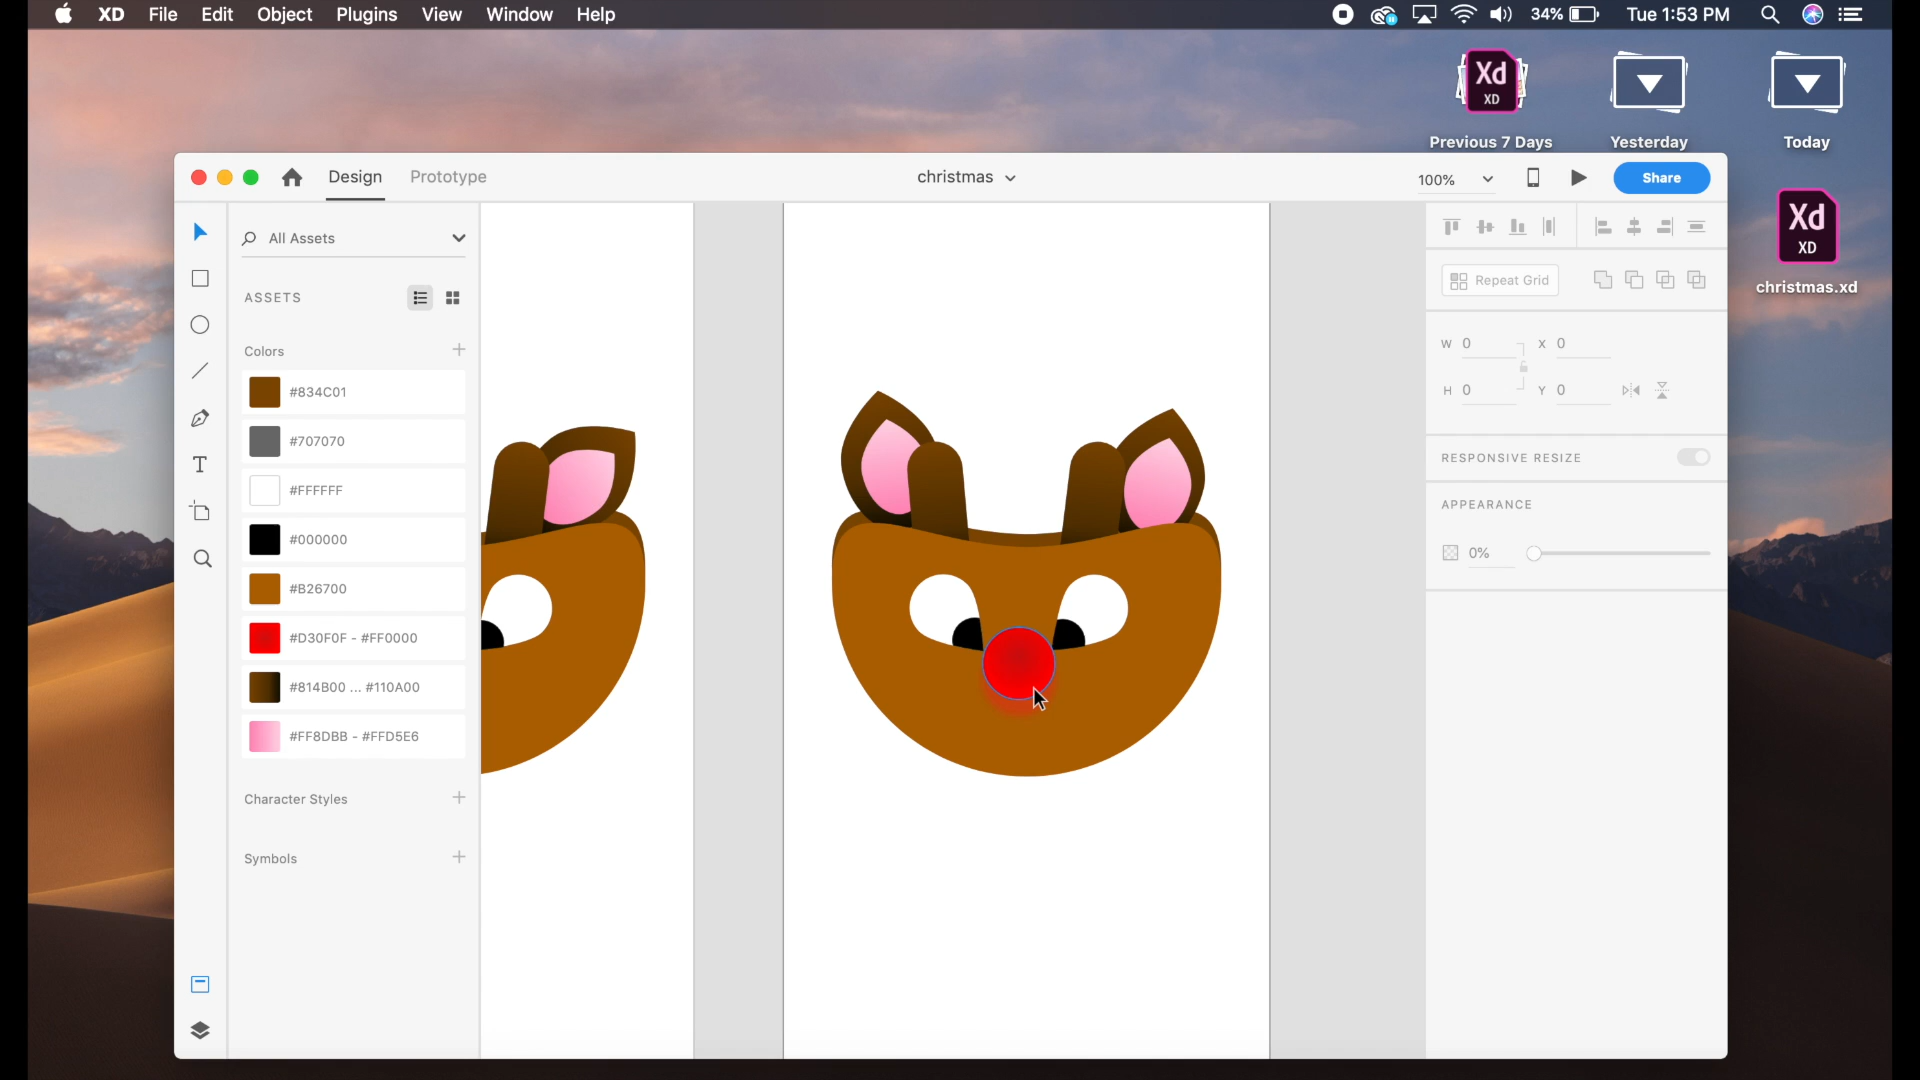 XD File Edit Object Plugins View Window Help 34% Tue 1:53 PM
Xd
XD
Previous 7 Days Yesterday Today
Design Prototype christmas 100% Share
Xd
XD
christmas.xd
All Assets
ASSETS
Colors
#834C01
#707070
#FFFFFF
#000000
#B26700
#D30F0F - #FF0000
#814B00 ... #110A00
#FF8DBB - #FFD5E6
Character Styles
Symbols
T
Repeat Grid
W 0 X 0
H 0 Y 0
RESPONSIVE RESIZE
APPEARANCE
0%